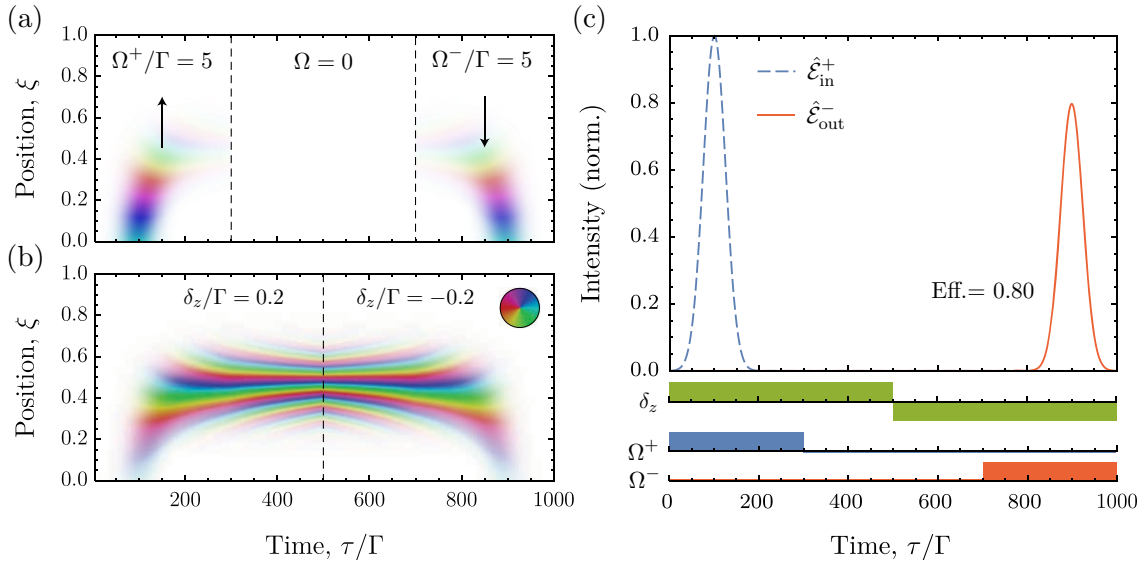 (a)
Ω⁺/Γ = 5
Ω = 0
Ω⁻/Γ = 5
Position, ξ
1.0
0.8
0.6
0.4
0.2
0.0
(b)
δ_z/Γ = 0.2
δ_z/Γ = −0.2
Position, ξ
1.0
0.8
0.6
0.4
0.2
0.0
200
400
600
800
1000
Time, τ/Γ
(c)
Intensity (norm.)
1.0
0.8
0.6
0.4
0.2
0.0
Ê⁺_in
Ê⁻_out
Eff.= 0.80
δ_z
Ω⁺
Ω⁻
0
200
400
600
800
1000
Time, τ/Γ